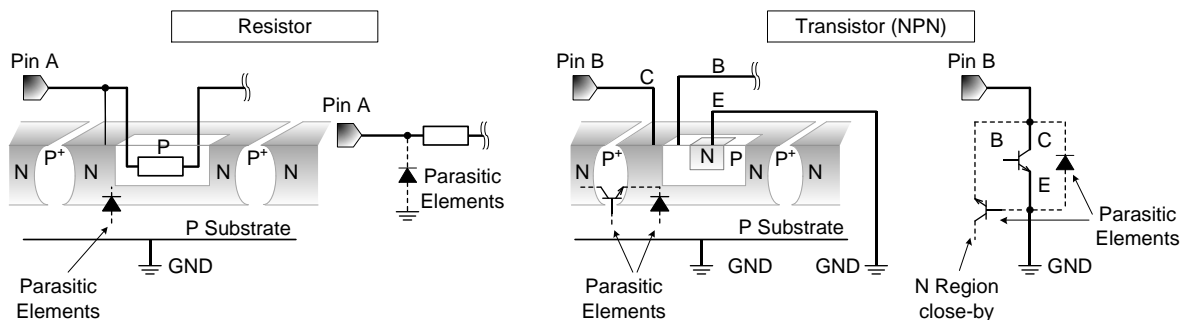 Resistor
Transistor (NPN)
Pin A
Pin B
B
C
E
Pin B
Pin A
N
P+
N
P
N
P+
N
Parasitic
Elements
P Substrate
GND
Parasitic
Elements
N
P+
N
N
P
N
P+
N
P Substrate
GND
GND
Parasitic
Elements
B
C
E
Parasitic
Elements
GND
N Region
close-by